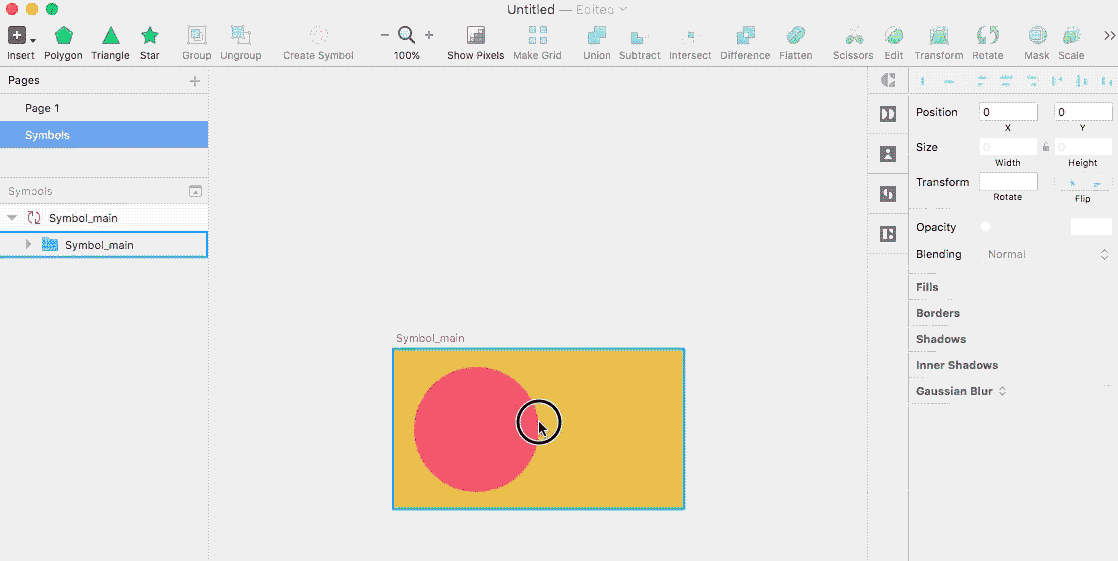 Untitled — Edited
Insert Polygon Triangle Star Group Ungroup Create Symbol 100% Show Pixels Make Grid Union Subtract Intersect Difference Flatten Scissors Edit Transform Rotate Mask Scale
Pages
Page 1
Symbols
Symbols
Symbol_main
Symbol_main
Symbol_main
Position 0 0
X Y
Size 0 0
Width Height
Transform
Rotate Flip
Opacity
Blending Normal
Fills
Borders
Shadows
Inner Shadows
Gaussian Blur